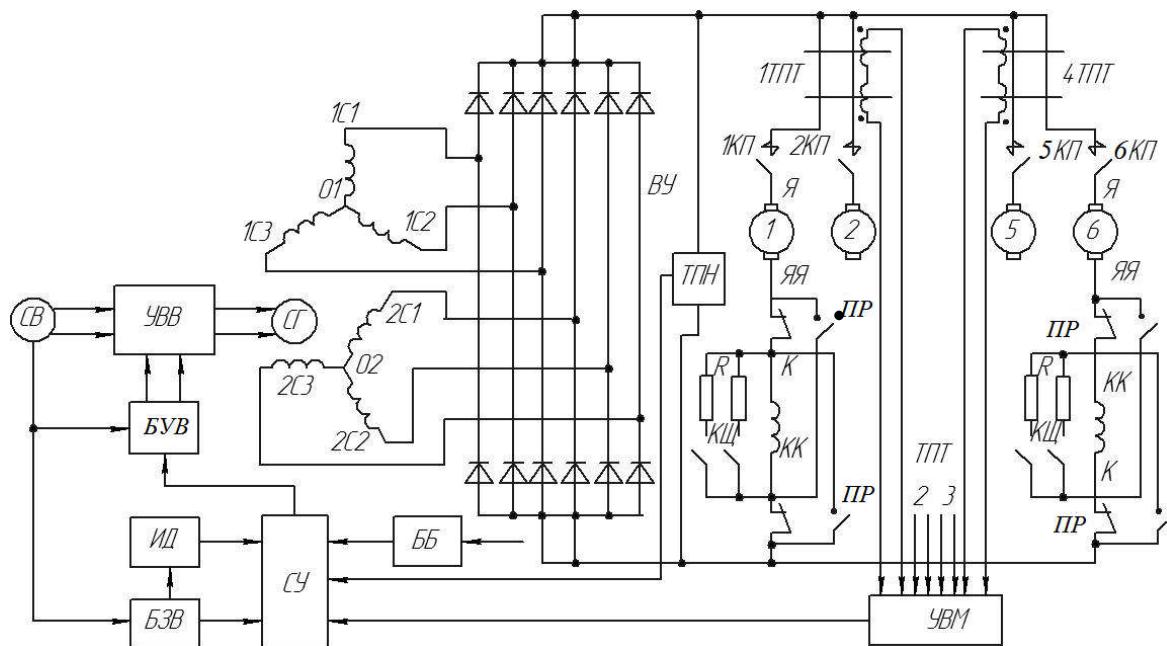 1ТПТ
4ТПТ
1С1
1КП
2КП
5КП
6КП
О1
ВУ
Я
Я
1С3
1С2
1
2
5
6
ТПН
ЯЯ
ЯЯ
СВ
УВВ
СГ
2С1
ПР
ПР
О2
R
К
R
КК
2С3
БУВ
КЩ
КК
ТПТ
КЩ
К
2С2
2 3
ПР
ПР
ИД
ББ
СУ
БЗВ
УВМ